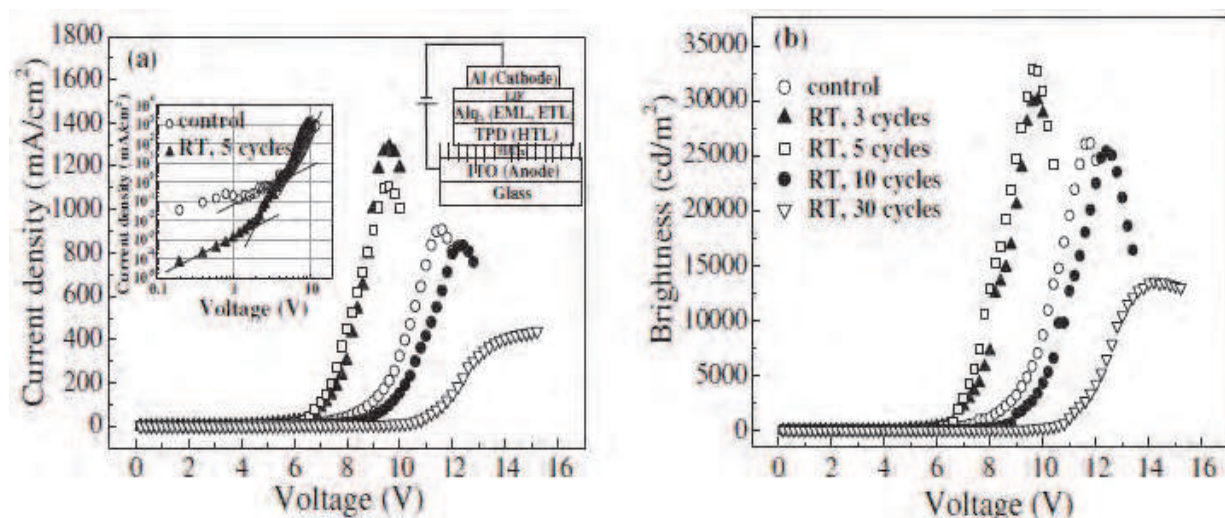 (a)
Current density (mA/cm²)
1800
1600
1400
1200
1000
800
600
400
200
0
0 2 4 6 8 10 12 14 16
Voltage (V)
Current density (mA/cm²)
control
RT, 5 cycles
0.1 1 10
Voltage (V)
Al (Cathode)
LiF
Alq₃ (EML, ETL)
TPD (HTL)
(Anode)
Glass
(b)
Brightness (cd/m²)
35000
30000
25000
20000
15000
10000
5000
0
control
RT, 3 cycles
RT, 5 cycles
RT, 10 cycles
RT, 30 cycles
0 2 4 6 8 10 12 14 16
Voltage (V)